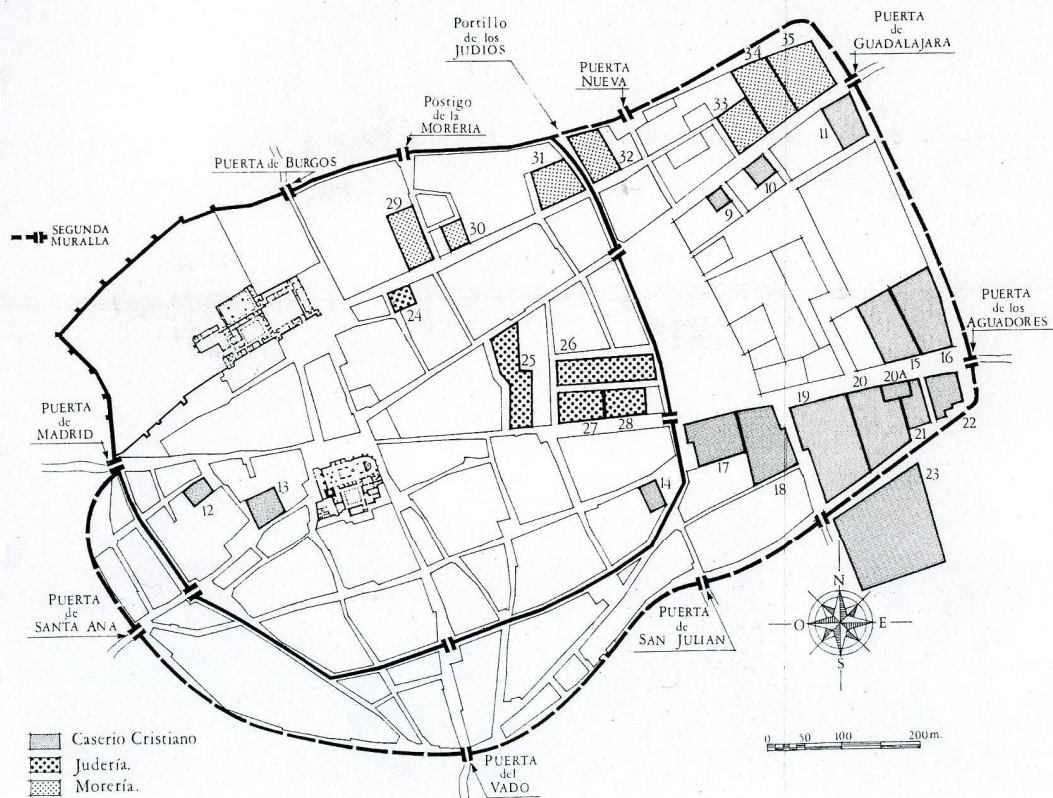 Portillo
de los
JUDIOS
PUERTA
de
GUADALAJARA
PUERTA
NUEVA
Pòstigo
de la
MORERIA
PUERTA de BURGOS
SEGUNDA
MURALLA
PUERTA
de los
AGUADORES
PUERTA
de
MADRID
PUERTA
de
SANTA ANA
PUERTA
de
SAN JULIAN
PUERTA
del
VADO
35
34
33
32
31
11
10
9
29
30
24
25
26
27
28
15
16
20
20A
19
21
22
17
18
23
14
13
12
N
O
E
S
0 50 100 200 m.
Caserio Cristiano
Judería.
Morería.